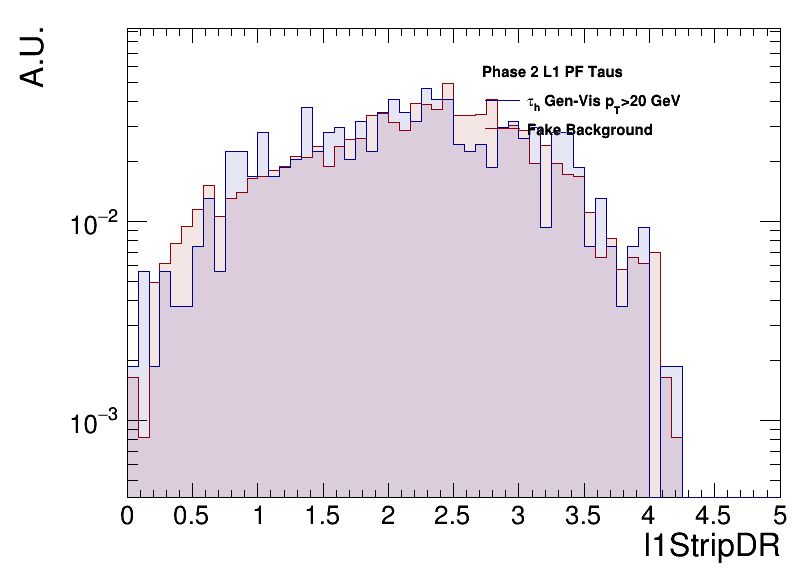 A.U.
Phase 2 L1 PF Taus
τh Gen-Vis pT>20 GeV
Fake Background
10−2
10−3
0 0.5 1 1.5 2 2.5 3 3.5 4 4.5 5
l1StripDR